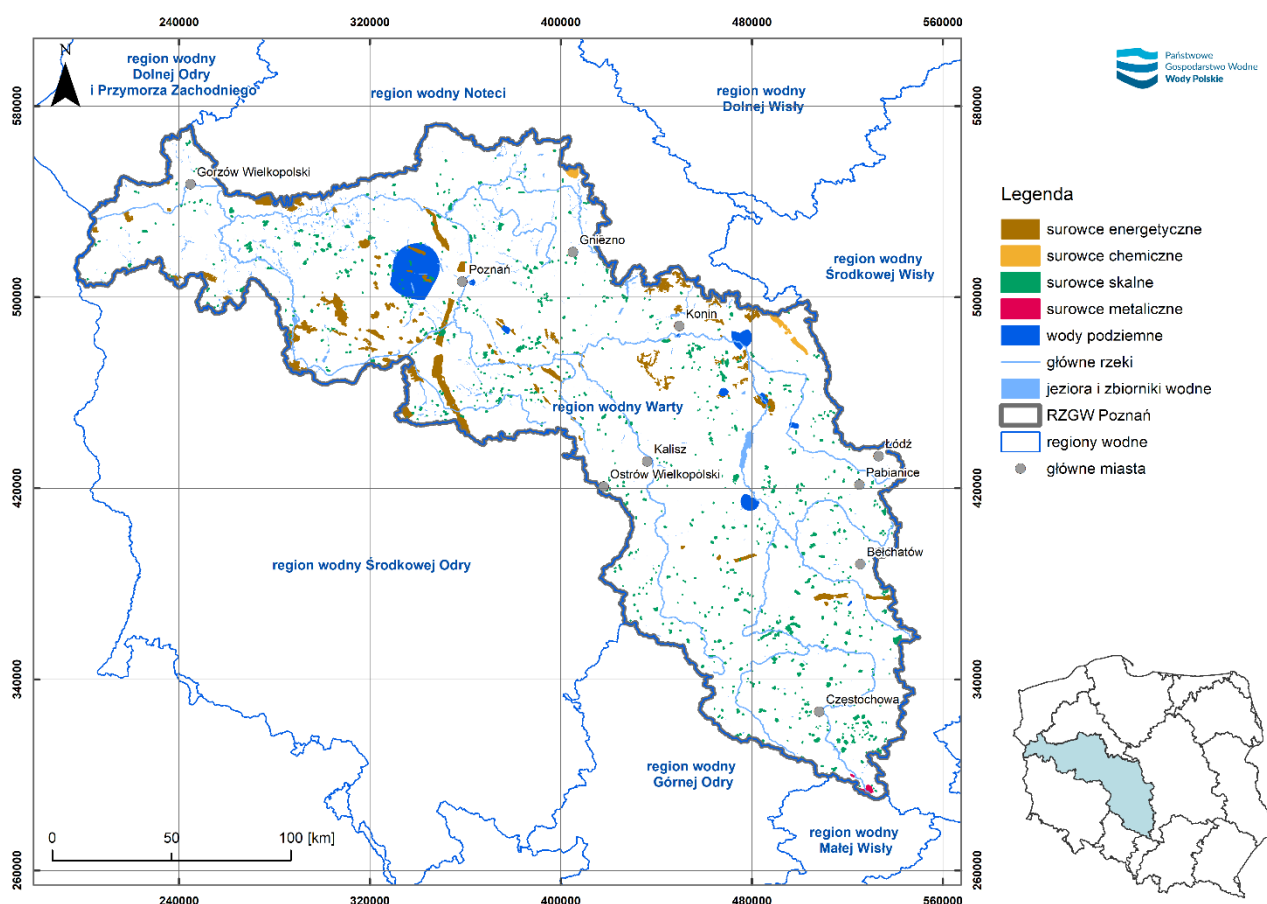 240000
320000
400000
480000
560000
N
region wodny
Dolnej Odry
i Przymorza Zachodniego
region wodny Noteci
region wodny
Dolnej Wisły
Państwowe
Gospodarstwo Wodne
Wody Polskie
580000
580000
Gorzów Wielkopolski
Gniezno
region wodny
Środkowej Wisły
Poznań
500000
500000
Konin
region wodny Warty
Kalisz
Ostrów Wielkopolski
Łódź
Pabianice
420000
420000
Bełchatów
region wodny Środkowej Odry
340000
340000
Częstochowa
region wodny
Górnej Odry
region wodny
Małej Wisły
0
50
100 [km]
260000
260000
240000
320000
400000
480000
560000
Legenda
surowce energetyczne
surowce chemiczne
surowce skalne
surowce metaliczne
wody podziemne
główne rzeki
jeziora i zbiorniki wodne
RZGW Poznań
regiony wodne
główne miasta